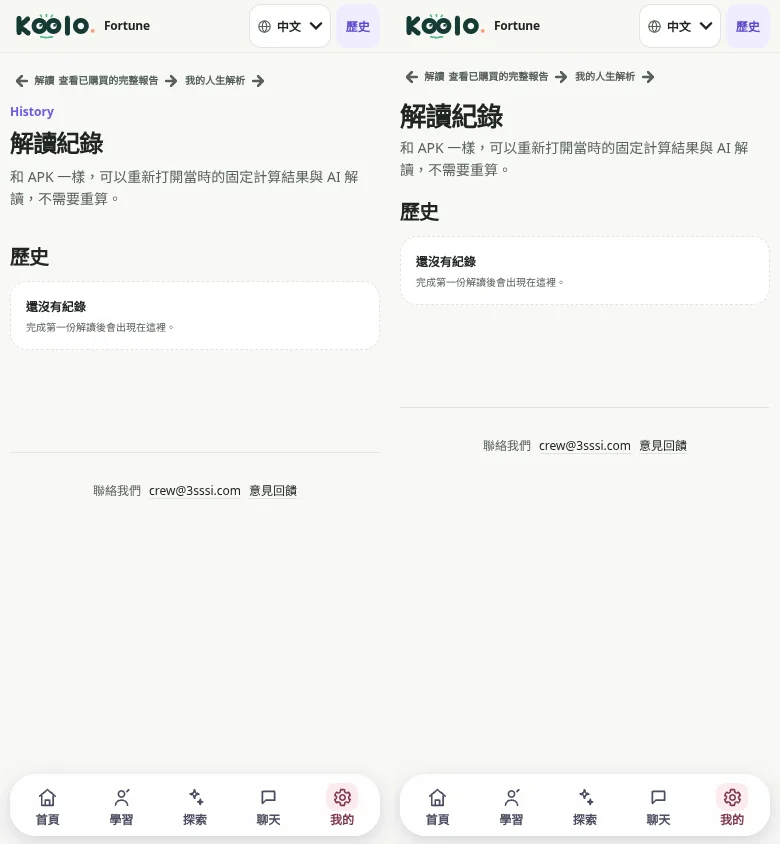 Koolo. Fortune 中文 歷史
解讀 查看已購買的完整報告 我的人生解析
History
解讀紀錄
和 APK 一樣，可以重新打開當時的固定計算結果與 AI 解
讀，不需要重算。
歷史
還沒有紀錄
完成第一份解讀後會出現在這裡。
聯絡我們 crew@3sssi.com 意見回饋
首頁 學習 探索 聊天 我的
Koolo. Fortune 中文 歷史
解讀 查看已購買的完整報告 我的人生解析
解讀紀錄
和 APK 一樣，可以重新打開當時的固定計算結果與 AI 解
讀，不需要重算。
歷史
還沒有紀錄
完成第一份解讀後會出現在這裡。
聯絡我們 crew@3sssi.com 意見回饋
首頁 學習 探索 聊天 我的